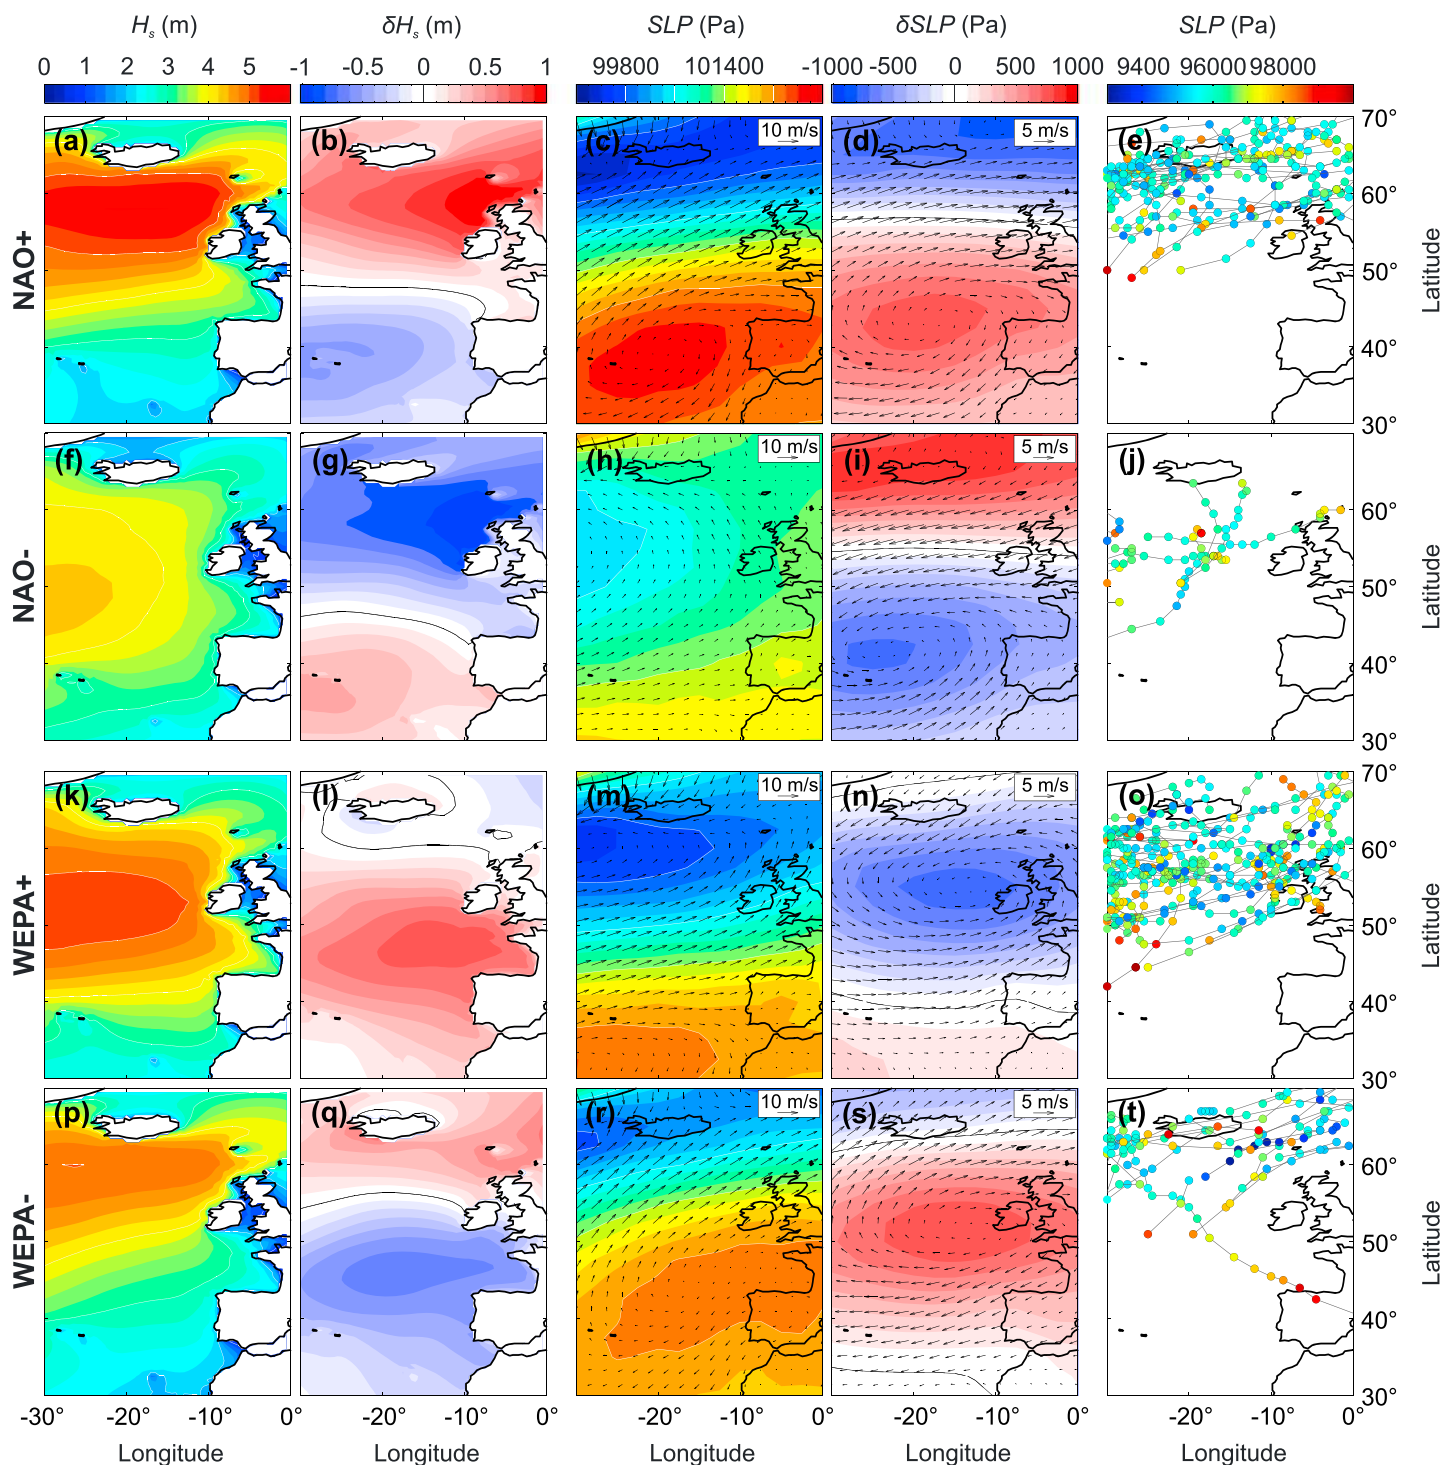 Hs (m) δHs (m) SLP (Pa) δSLP (Pa) SLP (Pa)
0 1 2 3 4 5 -1 -0.5 0 0.5 1 99800 101400 -1000 -500 0 500 1000 9400 96000 98000
NAO+ (a) (b) (c) 10 m/s (d) 5 m/s (e) 70° 60° 50° 40° 30° Latitude
NAO- (f) (g) (h) 10 m/s (i) 5 m/s (j) 60° 50° 40° 30° Latitude
WEPA+ (k) (l) (m) 10 m/s (n) 5 m/s (o) 70° 60° 50° 40° 30° Latitude
WEPA- (p) (q) (r) 10 m/s (s) 5 m/s (t) 60° 50° 40° 30° Latitude
-30° -20° -10° 0° -20° -10° 0° -20° -10° 0° -20° -10° 0° -20° -10° 0°
Longitude Longitude Longitude Longitude Longitude